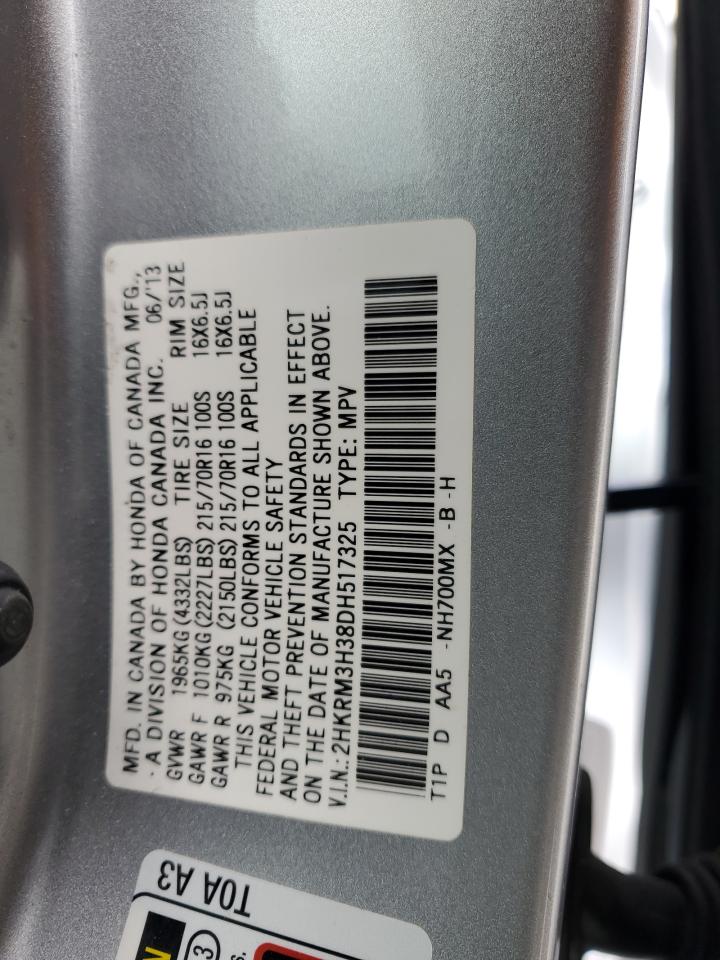 MFD. IN CANADA BY HONDA OF CANADA MFG.,
A DIVISION OF HONDA CANADA INC. 06/'13
GVWR 1965KG (4332LBS) TIRE SIZE RIM SIZE
GAWR F 1010KG (2227LBS) 215/70R16 100S 16X6.5J
GAWR R 975KG (2150LBS) 215/70R16 100S 16X6.5J
THIS VEHICLE CONFORMS TO ALL APPLICABLE
FEDERAL MOTOR VEHICLE SAFETY
AND THEFT PREVENTION STANDARDS IN EFFECT
ON THE DATE OF MANUFACTURE SHOWN ABOVE.
V.I.N.: 2HKRM3H38DH517325 TYPE: MPV
T1P D AA5 -NH700MX -B -H
T0A A3